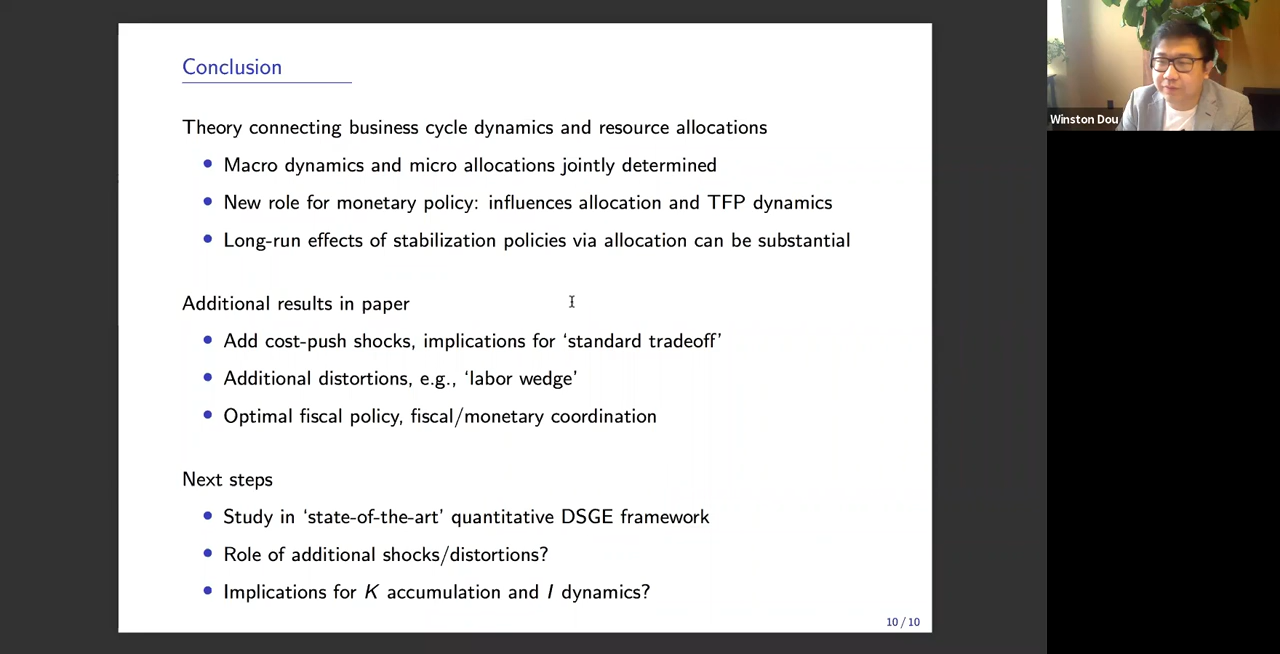 Conclusion
Theory connecting business cycle dynamics and resource allocations
• Macro dynamics and micro allocations jointly determined
• New role for monetary policy: influences allocation and TFP dynamics
• Long-run effects of stabilization policies via allocation can be substantial
Additional results in paper
• Add cost-push shocks, implications for ‘standard tradeoff’
• Additional distortions, e.g., ‘labor wedge’
• Optimal fiscal policy, fiscal/monetary coordination
Next steps
• Study in ‘state-of-the-art’ quantitative DSGE framework
• Role of additional shocks/distortions?
• Implications for K accumulation and I dynamics?
10 / 10
Winston Dou